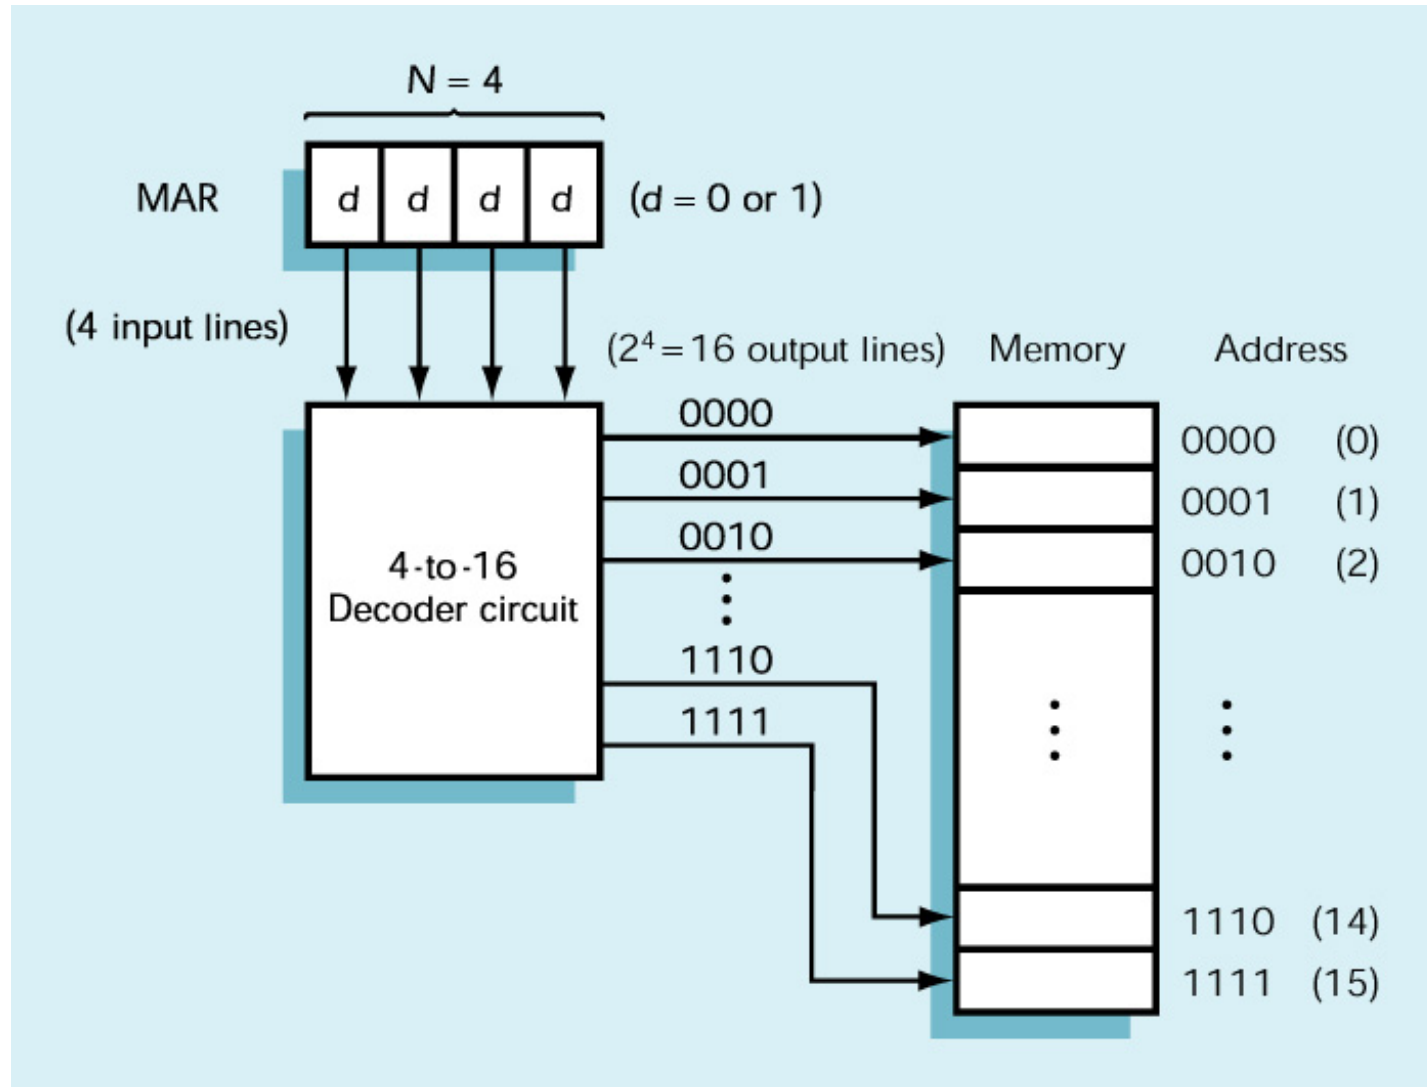 N = 4
MAR d d d d (d = 0 or 1)
(4 input lines)
(2⁴ = 16 output lines) Memory Address
0000 0000 (0)
0001 0001 (1)
0010 0010 (2)
4-to-16
Decoder circuit
1110
1111
1110 (14)
1111 (15)